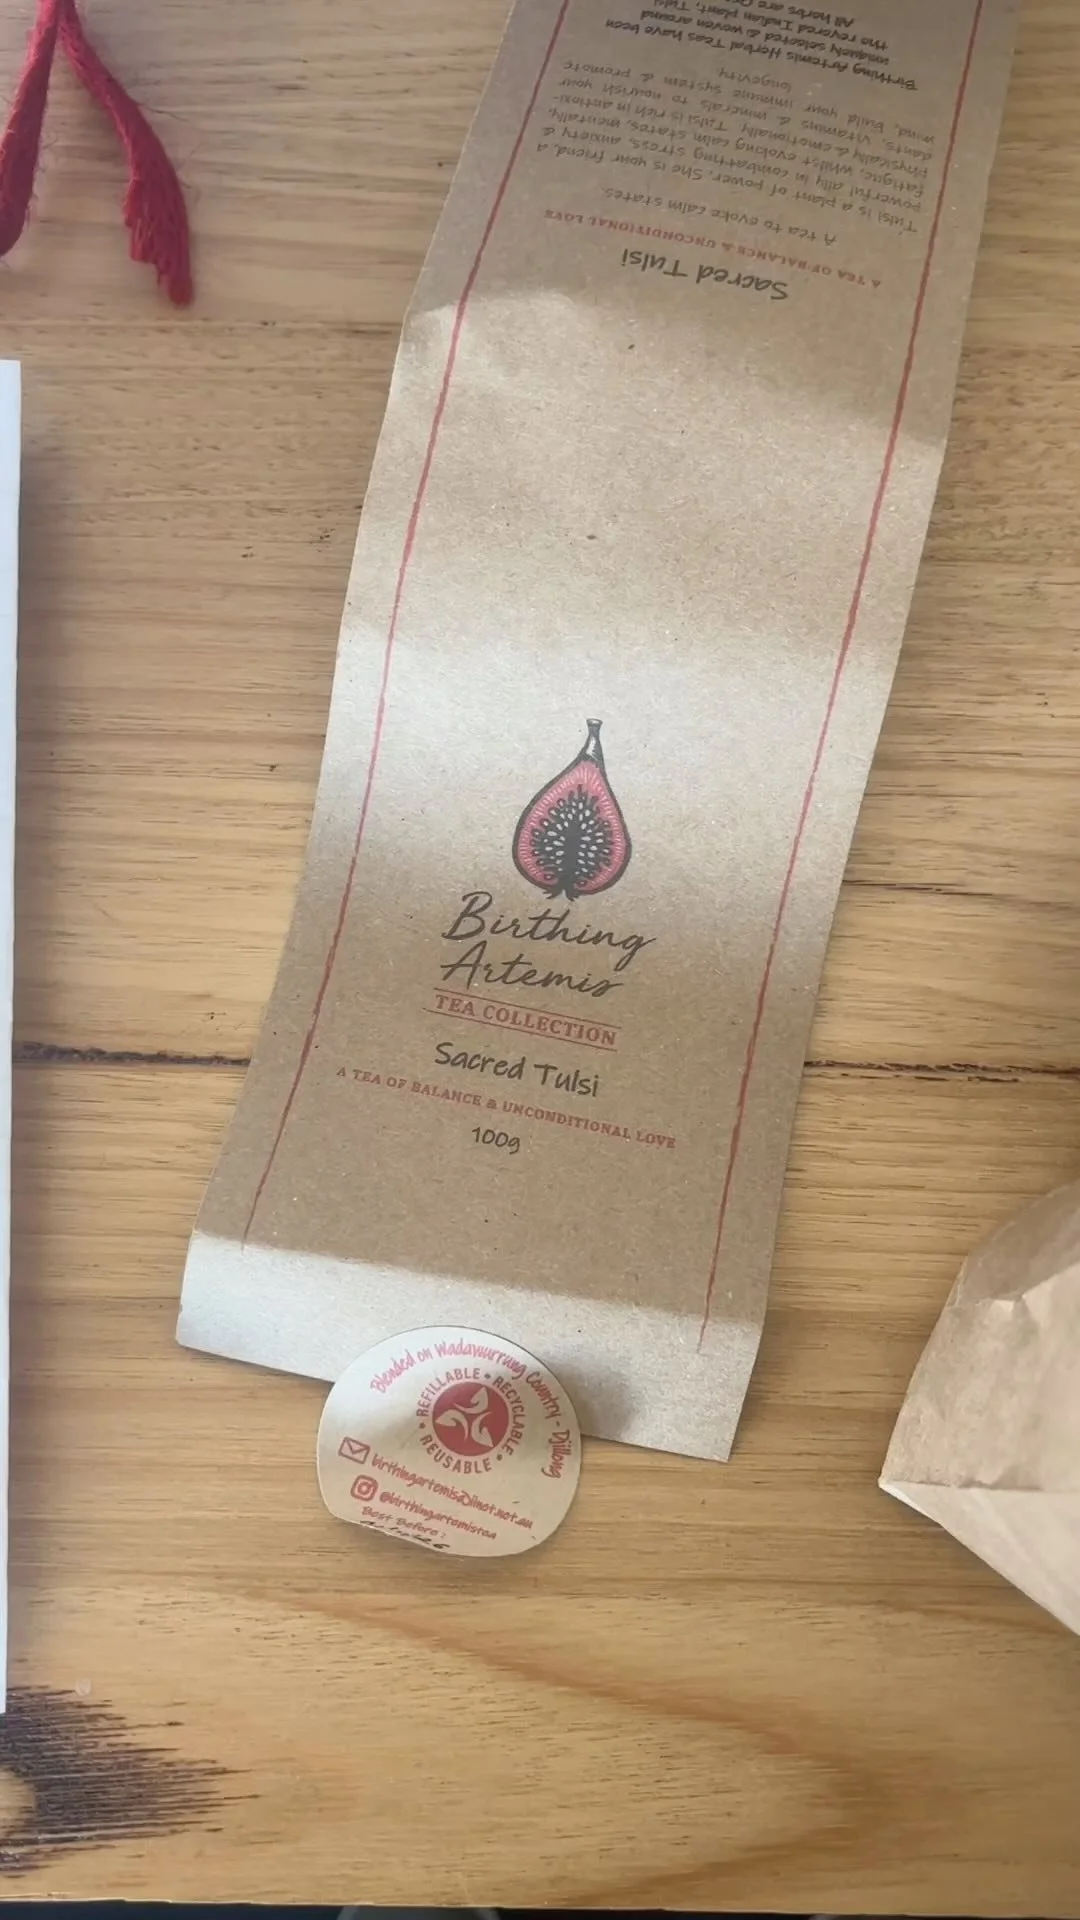 Birthing
Artemis
TEA COLLECTION
Sacred Tulsi
A TEA OF BALANCE & UNCONDITIONAL LOVE
100g
Blended on Wadawurrung Country - Djillong
REFILLABLE • RECYCLABLE • REUSABLE •
birthingartemis@iinet.net.au
@birthingartemistea
Best Before:
Sacred Tulsi
A TEA OF BALANCE & UNCONDITIONAL LOVE
A tea to evoke calm states.
Tulsi is a plant of power. She is your friend, a
powerful ally in combatting stress, anxiety &
fatigue, whilst evoking calm states, mentally,
physically & emotionally. Tulsi is rich in antioxi-
dants, vitamins & minerals to nourish your
mind, build your immune system & promote
longevity.
Birthing Artemis Herbal Teas have been
uniquely selected & woven around
the revered Indian plant, Tulsi.
All herbs are